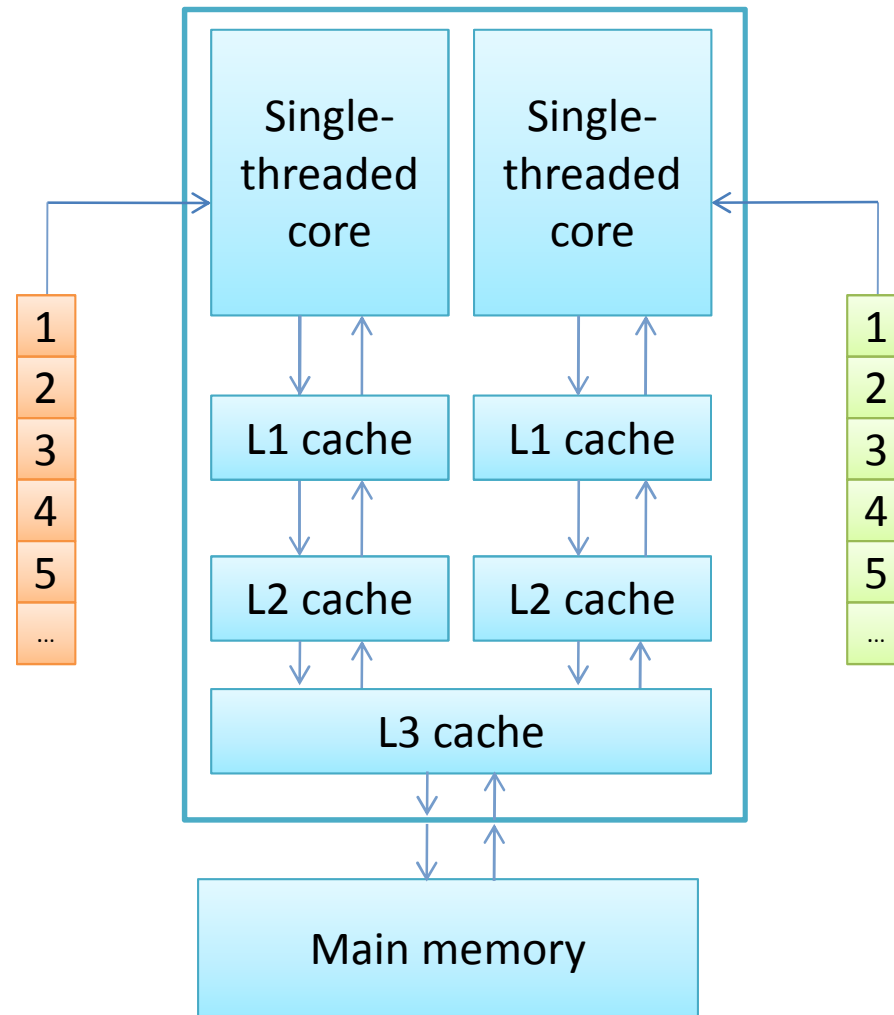 Single-
threaded
core
Single-
threaded
core
1
2
3
4
5
...
1
2
3
4
5
...
L1 cache
L1 cache
L2 cache
L2 cache
L3 cache
Main memory